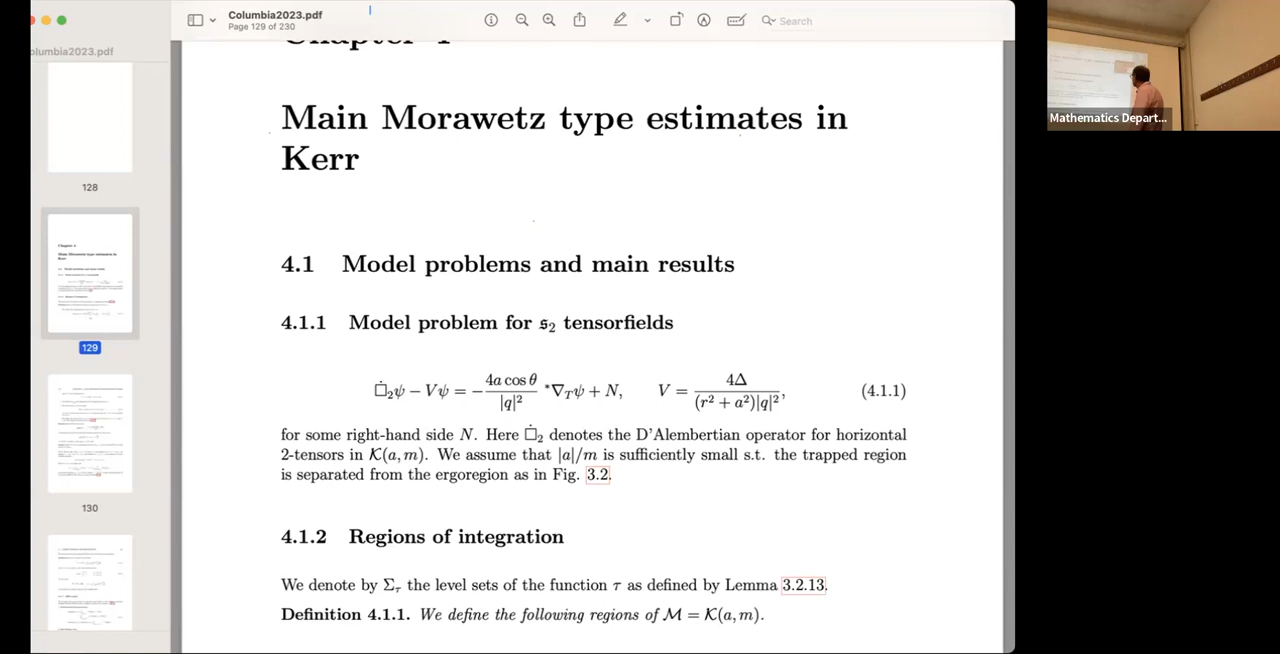 Columbia2023.pdf
Page 129 of 230
Search
olumbia2023.pdf
128
129
130
Main Morawetz type estimates in
Kerr
4.1 Model problems and main results
4.1.1 Model problem for 𝔰₂ tensorfields
□̇₂ψ − Vψ = − 4a cos θ / |q|² *∇_Tψ + N, V = 4Δ / (r² + a²)|q|², (4.1.1)
for some right-hand side N. Here □̇₂ denotes the D'Alembertian operator for horizontal
2-tensors in 𝒦(a, m). We assume that |a|/m is sufficiently small s.t. the trapped region
is separated from the ergoregion as in Fig. 3.2.
4.1.2 Regions of integration
We denote by Σ_τ the level sets of the function τ as defined by Lemma 3.2.13.
Definition 4.1.1. We define the following regions of ℳ = 𝒦(a, m).
Mathematics Depart...